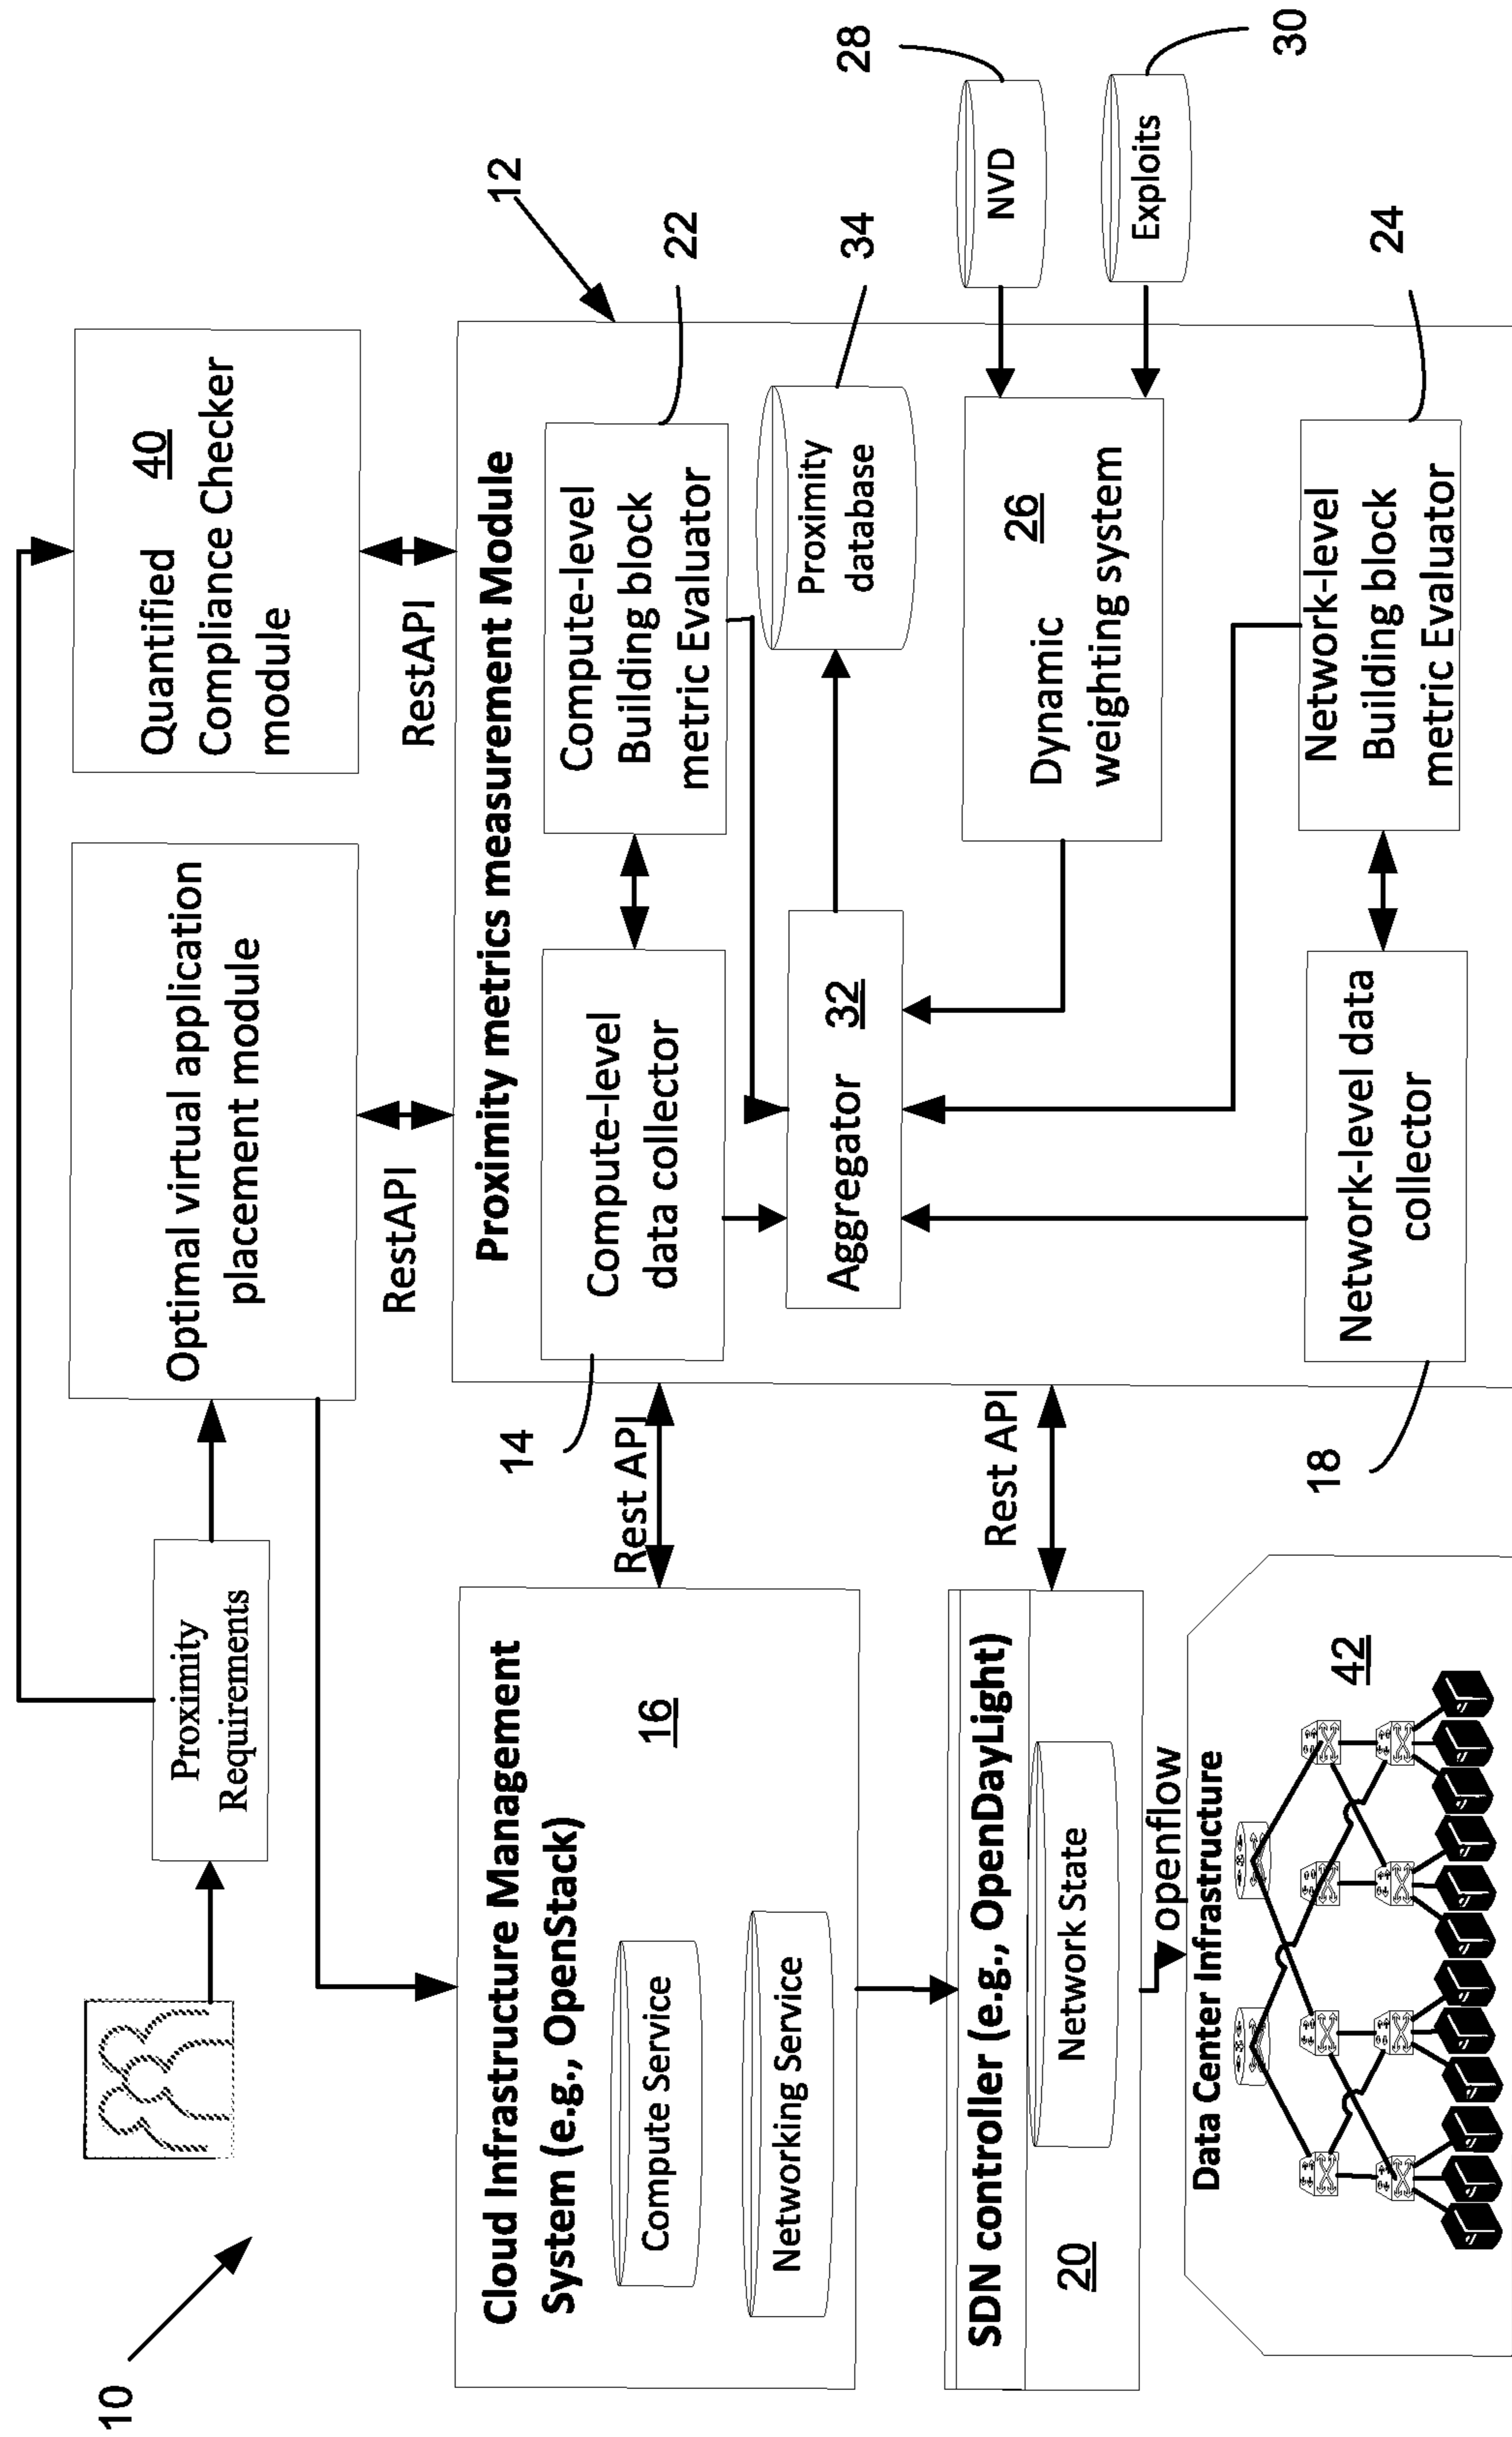 10
Proximity
Requirements
Optimal virtual application
placement module
40
Quantified
Compliance Checker
module
RestAPI
RestAPI
12
Cloud Infrastructure Management
System (e.g., OpenStack)
16
Compute Service
Networking Service
Rest API
14
Proximity metrics measurement Module
Compute-level
data collector
Compute-level
Building block
metric Evaluator
22
Proximity
database
34
Aggregator 32
26
Dynamic
weighting system
NVD
28
Exploits
30
SDN controller (e.g., OpenDayLight)
Network State
20
Rest API
openflow
Data Center Infrastructure
42
Network-level data
collector
18
Network-level
Building block
metric Evaluator
24